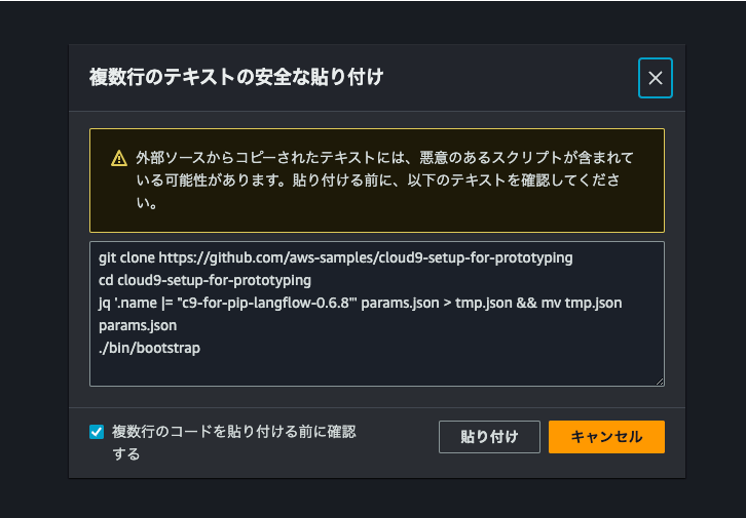 複数行のテキストの安全な貼り付け
外部ソースからコピーされたテキストには、悪意のあるスクリプトが含まれて
いる可能性があります。貼り付ける前に、以下のテキストを確認してくださ
い。
git clone https://github.com/aws-samples/cloud9-setup-for-prototyping
cd cloud9-setup-for-prototyping
jq '.name |= "c9-for-pip-langflow-0.6.8"' params.json > tmp.json && mv tmp.json
params.json
./bin/bootstrap
複数行のコードを貼り付ける前に確認
する
貼り付け
キャンセル